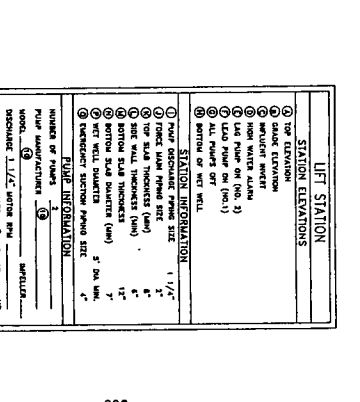 LIFT STATION
STATION ELEVATIONS
A TOP ELEVATION
B GRADE ELEVATION
C INFLUENT INVERT
D HIGH WATER ALARM
E LAG PUMP ON (NO. 2)
F LEAD PUMP ON (NO.1)
G ALL PUMPS OFF
H BOTTOM OF WET WELL
STATION INFORMATION
I PUMP DISCHARGE PIPING SIZE 1 1/4"
J FORCE MAIN PIPING SIZE 2"
K TOP SLAB THICKNESS (MIN) 8"
L SIDE WALL THICKNESS (MIN) 6"
M BOTTOM SLAB THICKNESS 12"
N BOTTOM SLAB DIAMETER (MIN) 7'
P WET WELL DIAMETER 5' DIA MIN.
Q EMERGENCY SUCTION PIPING SIZE 4"
PUMP INFORMATION
NUMBER OF PUMPS 2
PUMP MANUFACTURER
MODEL IMPELLER
DISCHARGE 1 1/4" MOTOR RPM